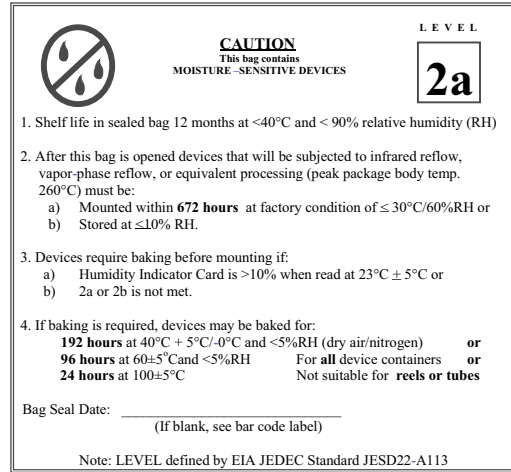 L E V E L
CAUTION
This bag contains
MOISTURE –SENSITIVE DEVICES
2a
1. Shelf life in sealed bag 12 months at <40°C and < 90% relative humidity (RH)
2. After this bag is opened devices that will be subjected to infrared reflow,
vapor-phase reflow, or equivalent processing (peak package body temp.
260°C) must be:
a) Mounted within 672 hours at factory condition of ≤ 30°C/60%RH or
b) Stored at ≤10% RH.
3. Devices require baking before mounting if:
a) Humidity Indicator Card is >10% when read at 23°C ± 5°C or
b) 2a or 2b is not met.
4. If baking is required, devices may be baked for:
192 hours at 40°C + 5°C/-0°C and <5%RH (dry air/nitrogen) or
96 hours at 60±5°Cand <5%RH For all device containers or
24 hours at 100±5°C Not suitable for reels or tubes
Bag Seal Date: ______________________________
(If blank, see bar code label)
Note: LEVEL defined by EIA JEDEC Standard JESD22-A113